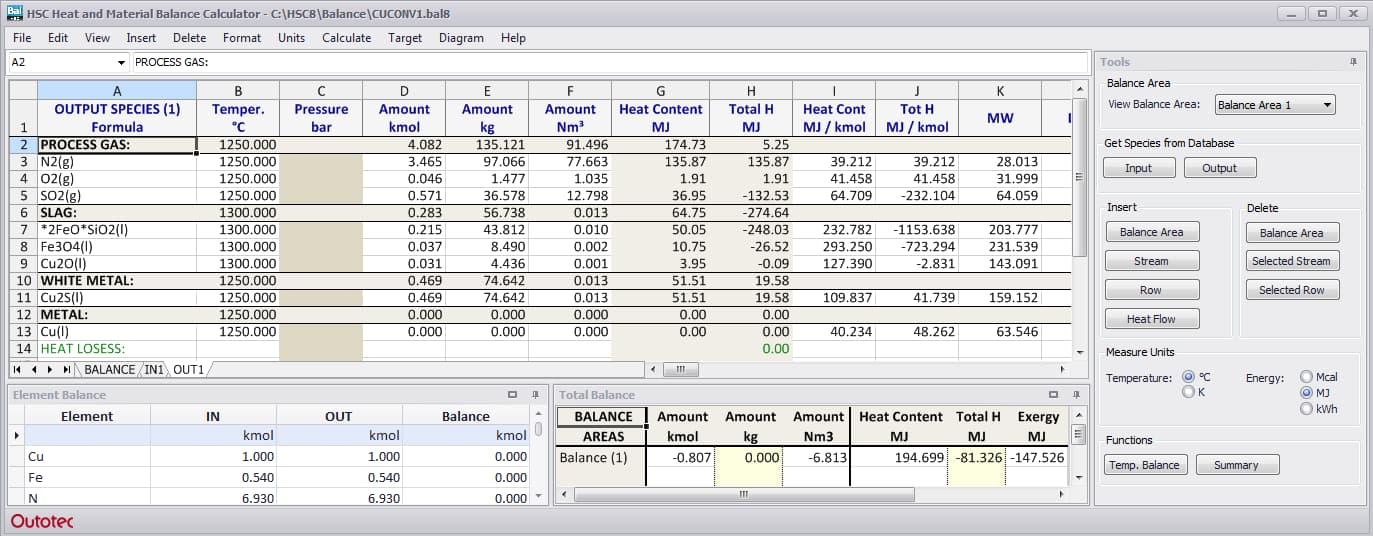 HSC Heat and Material Balance Calculator - C:\HSC8\Balance\CUCONV1.bal8
File Edit View Insert Delete Format Units Calculate Target Diagram Help
A2 PROCESS GAS:
A B C D E F G H I J K
OUTPUT SPECIES (1) Temper. Pressure Amount Amount Amount Heat Content Total H Heat Cont Tot H MW
1 Formula °C bar kmol kg Nm³ MJ MJ MJ / kmol MJ / kmol
2 PROCESS GAS: 1250.000 4.082 135.121 91.496 174.73 5.25
3 N2(g) 1250.000 3.465 97.066 77.663 135.87 135.87 39.212 39.212 28.013
4 O2(g) 1250.000 0.046 1.477 1.035 1.91 1.91 41.458 41.458 31.999
5 SO2(g) 1250.000 0.571 36.578 12.798 36.95 -132.53 64.709 -232.104 64.059
6 SLAG: 1300.000 0.283 56.738 0.013 64.75 -274.64
7 *2FeO*SiO2(l) 1300.000 0.215 43.812 0.010 50.05 -248.03 232.782 -1153.638 203.777
8 Fe3O4(l) 1300.000 0.037 8.490 0.002 10.75 -26.52 293.250 -723.294 231.539
9 Cu2O(l) 1300.000 0.031 4.436 0.001 3.95 -0.09 127.390 -2.831 143.091
10 WHITE METAL: 1250.000 0.469 74.642 0.013 51.51 19.58
11 Cu2S(l) 1250.000 0.469 74.642 0.013 51.51 19.58 109.837 41.739 159.152
12 METAL: 1250.000 0.000 0.000 0.000 0.00 0.00
13 Cu(l) 1250.000 0.000 0.000 0.000 0.00 0.00 40.234 48.262 63.546
14 HEAT LOSESS: 0.00
BALANCE IN1 OUT1
Element Balance
Element IN OUT Balance
kmol kmol kmol
Cu 1.000 1.000 0.000
Fe 0.540 0.540 0.000
N 6.930 6.930 0.000
Total Balance
BALANCE Amount Amount Amount Heat Content Total H Exergy
AREAS kmol kg Nm3 MJ MJ MJ
Balance (1) -0.807 0.000 -6.813 194.699 -81.326 -147.526
Tools
Balance Area
View Balance Area: Balance Area 1
Get Species from Database
Input Output
Insert Delete
Balance Area Balance Area
Stream Selected Stream
Row Selected Row
Heat Flow
Measure Units
Temperature: °C Energy: Mcal
K MJ
kWh
Functions
Temp. Balance Summary
Outotec